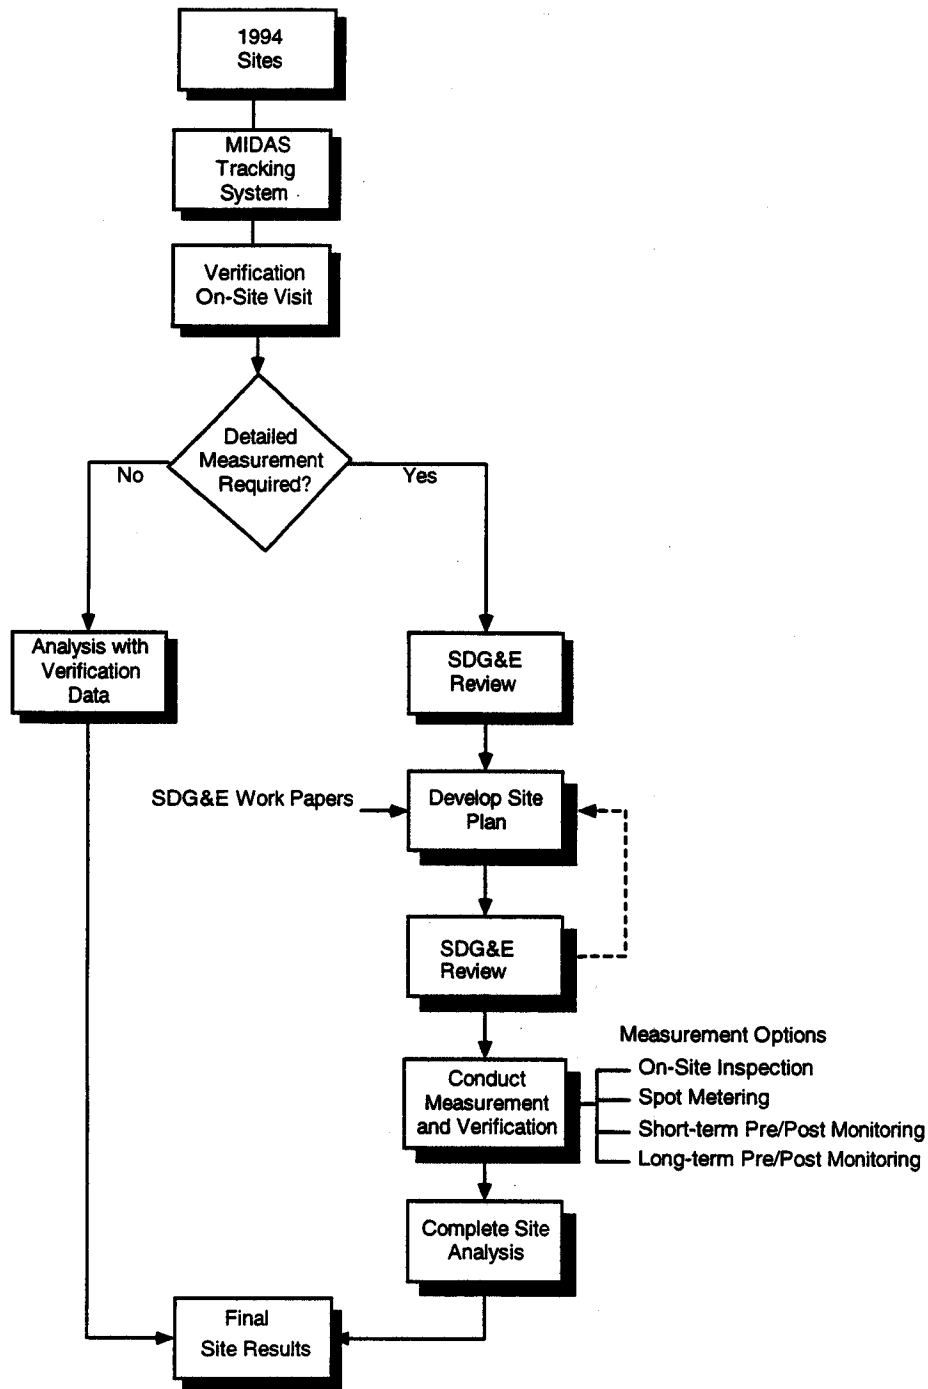 1994
Sites
MIDAS
Tracking
System
Verification
On-Site Visit
Detailed
Measurement
Required?
No
Yes
Analysis with
Verification
Data
SDG&E
Review
SDG&E Work Papers
Develop Site
Plan
SDG&E
Review
Measurement Options
On-Site Inspection
Spot Metering
Short-term Pre/Post Monitoring
Long-term Pre/Post Monitoring
Conduct
Measurement
and Verification
Complete Site
Analysis
Final
Site Results